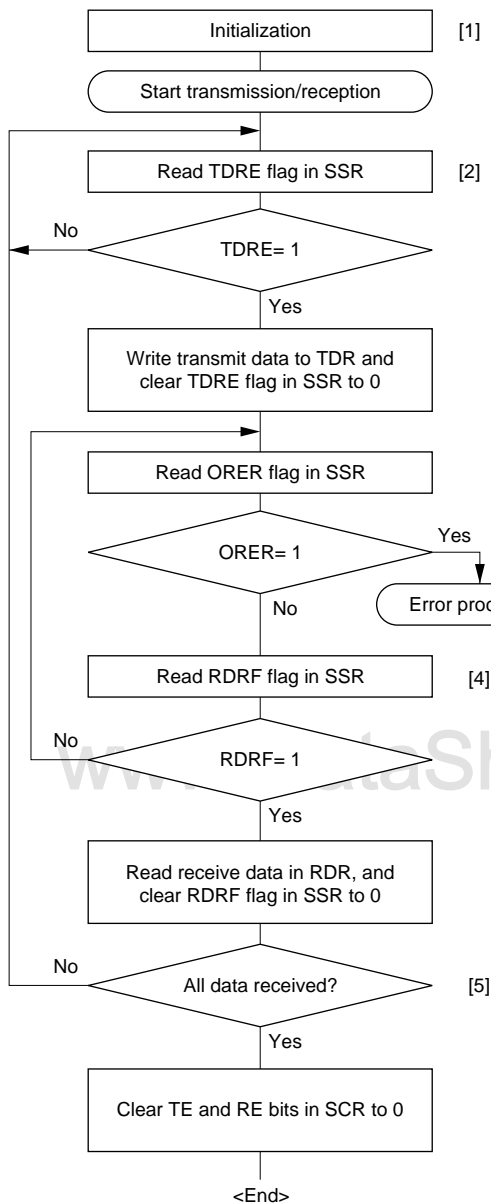 Initialization [1]
Start transmission/reception
Read TDRE flag in SSR [2]
No
TDRE= 1
Yes
Write transmit data to TDR and
clear TDRE flag in SSR to 0
Read ORER flag in SSR
Yes
ORER= 1
No
Error
Read RDRF flag in SSR [4]
No
RDRF= 1
Yes
Read receive data in RDR, and
clear RDRF flag in SSR to 0
No
All data received? [5]
Yes
Clear TE and RE bits in SCR to 0
<End>